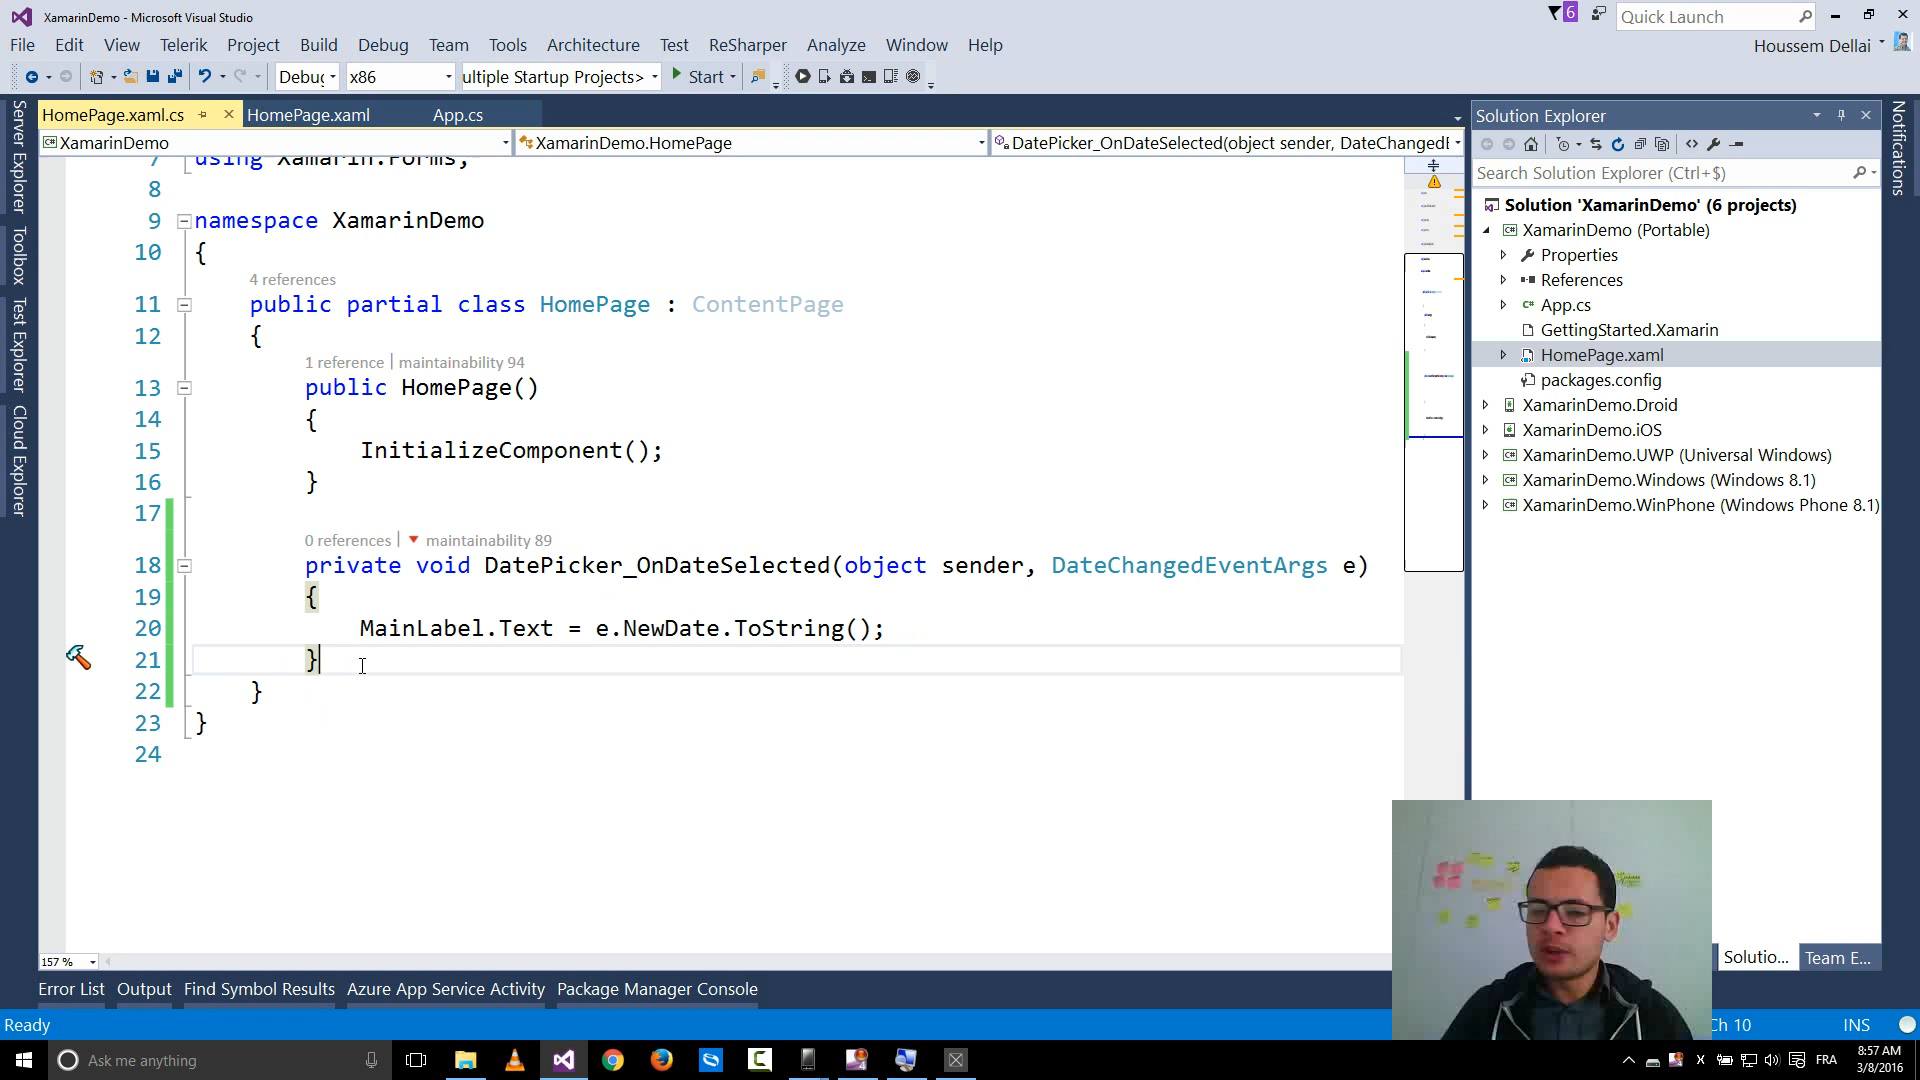 XamarinDemo - Microsoft Visual Studio
6
Quick Launch
File Edit View Telerik Project Build Debug Team Tools Architecture Test ReSharper Analyze Window Help
Houssem Dellai
Debug x86 ultiple Startup Projects> Start
HomePage.xaml.cs HomePage.xaml App.cs
XamarinDemo XamarinDemo.HomePage DatePicker_OnDateSelected(object sender, DateChangedE
Server Explorer
Toolbox
Test Explorer
Cloud Explorer
7 using Xamarin.Forms;
8
9 namespace XamarinDemo
10 {
4 references
11 public partial class HomePage : ContentPage
12 {
1 reference | maintainability 94
13 public HomePage()
14 {
15 InitializeComponent();
16 }
17
0 references | maintainability 89
18 private void DatePicker_OnDateSelected(object sender, DateChangedEventArgs e)
19 {
20 MainLabel.Text = e.NewDate.ToString();
21 }
22 }
23 }
24
157 %
Solution Explorer
Search Solution Explorer (Ctrl+$)
Solution 'XamarinDemo' (6 projects)
XamarinDemo (Portable)
Properties
References
App.cs
GettingStarted.Xamarin
HomePage.xaml
packages.config
XamarinDemo.Droid
XamarinDemo.iOS
XamarinDemo.UWP (Universal Windows)
XamarinDemo.Windows (Windows 8.1)
XamarinDemo.WinPhone (Windows Phone 8.1)
Notifications
Solutio... Team E...
Error List Output Find Symbol Results Azure App Service Activity Package Manager Console
Ready
Ch 10 INS
Ask me anything
FRA
8:57 AM
3/8/2016